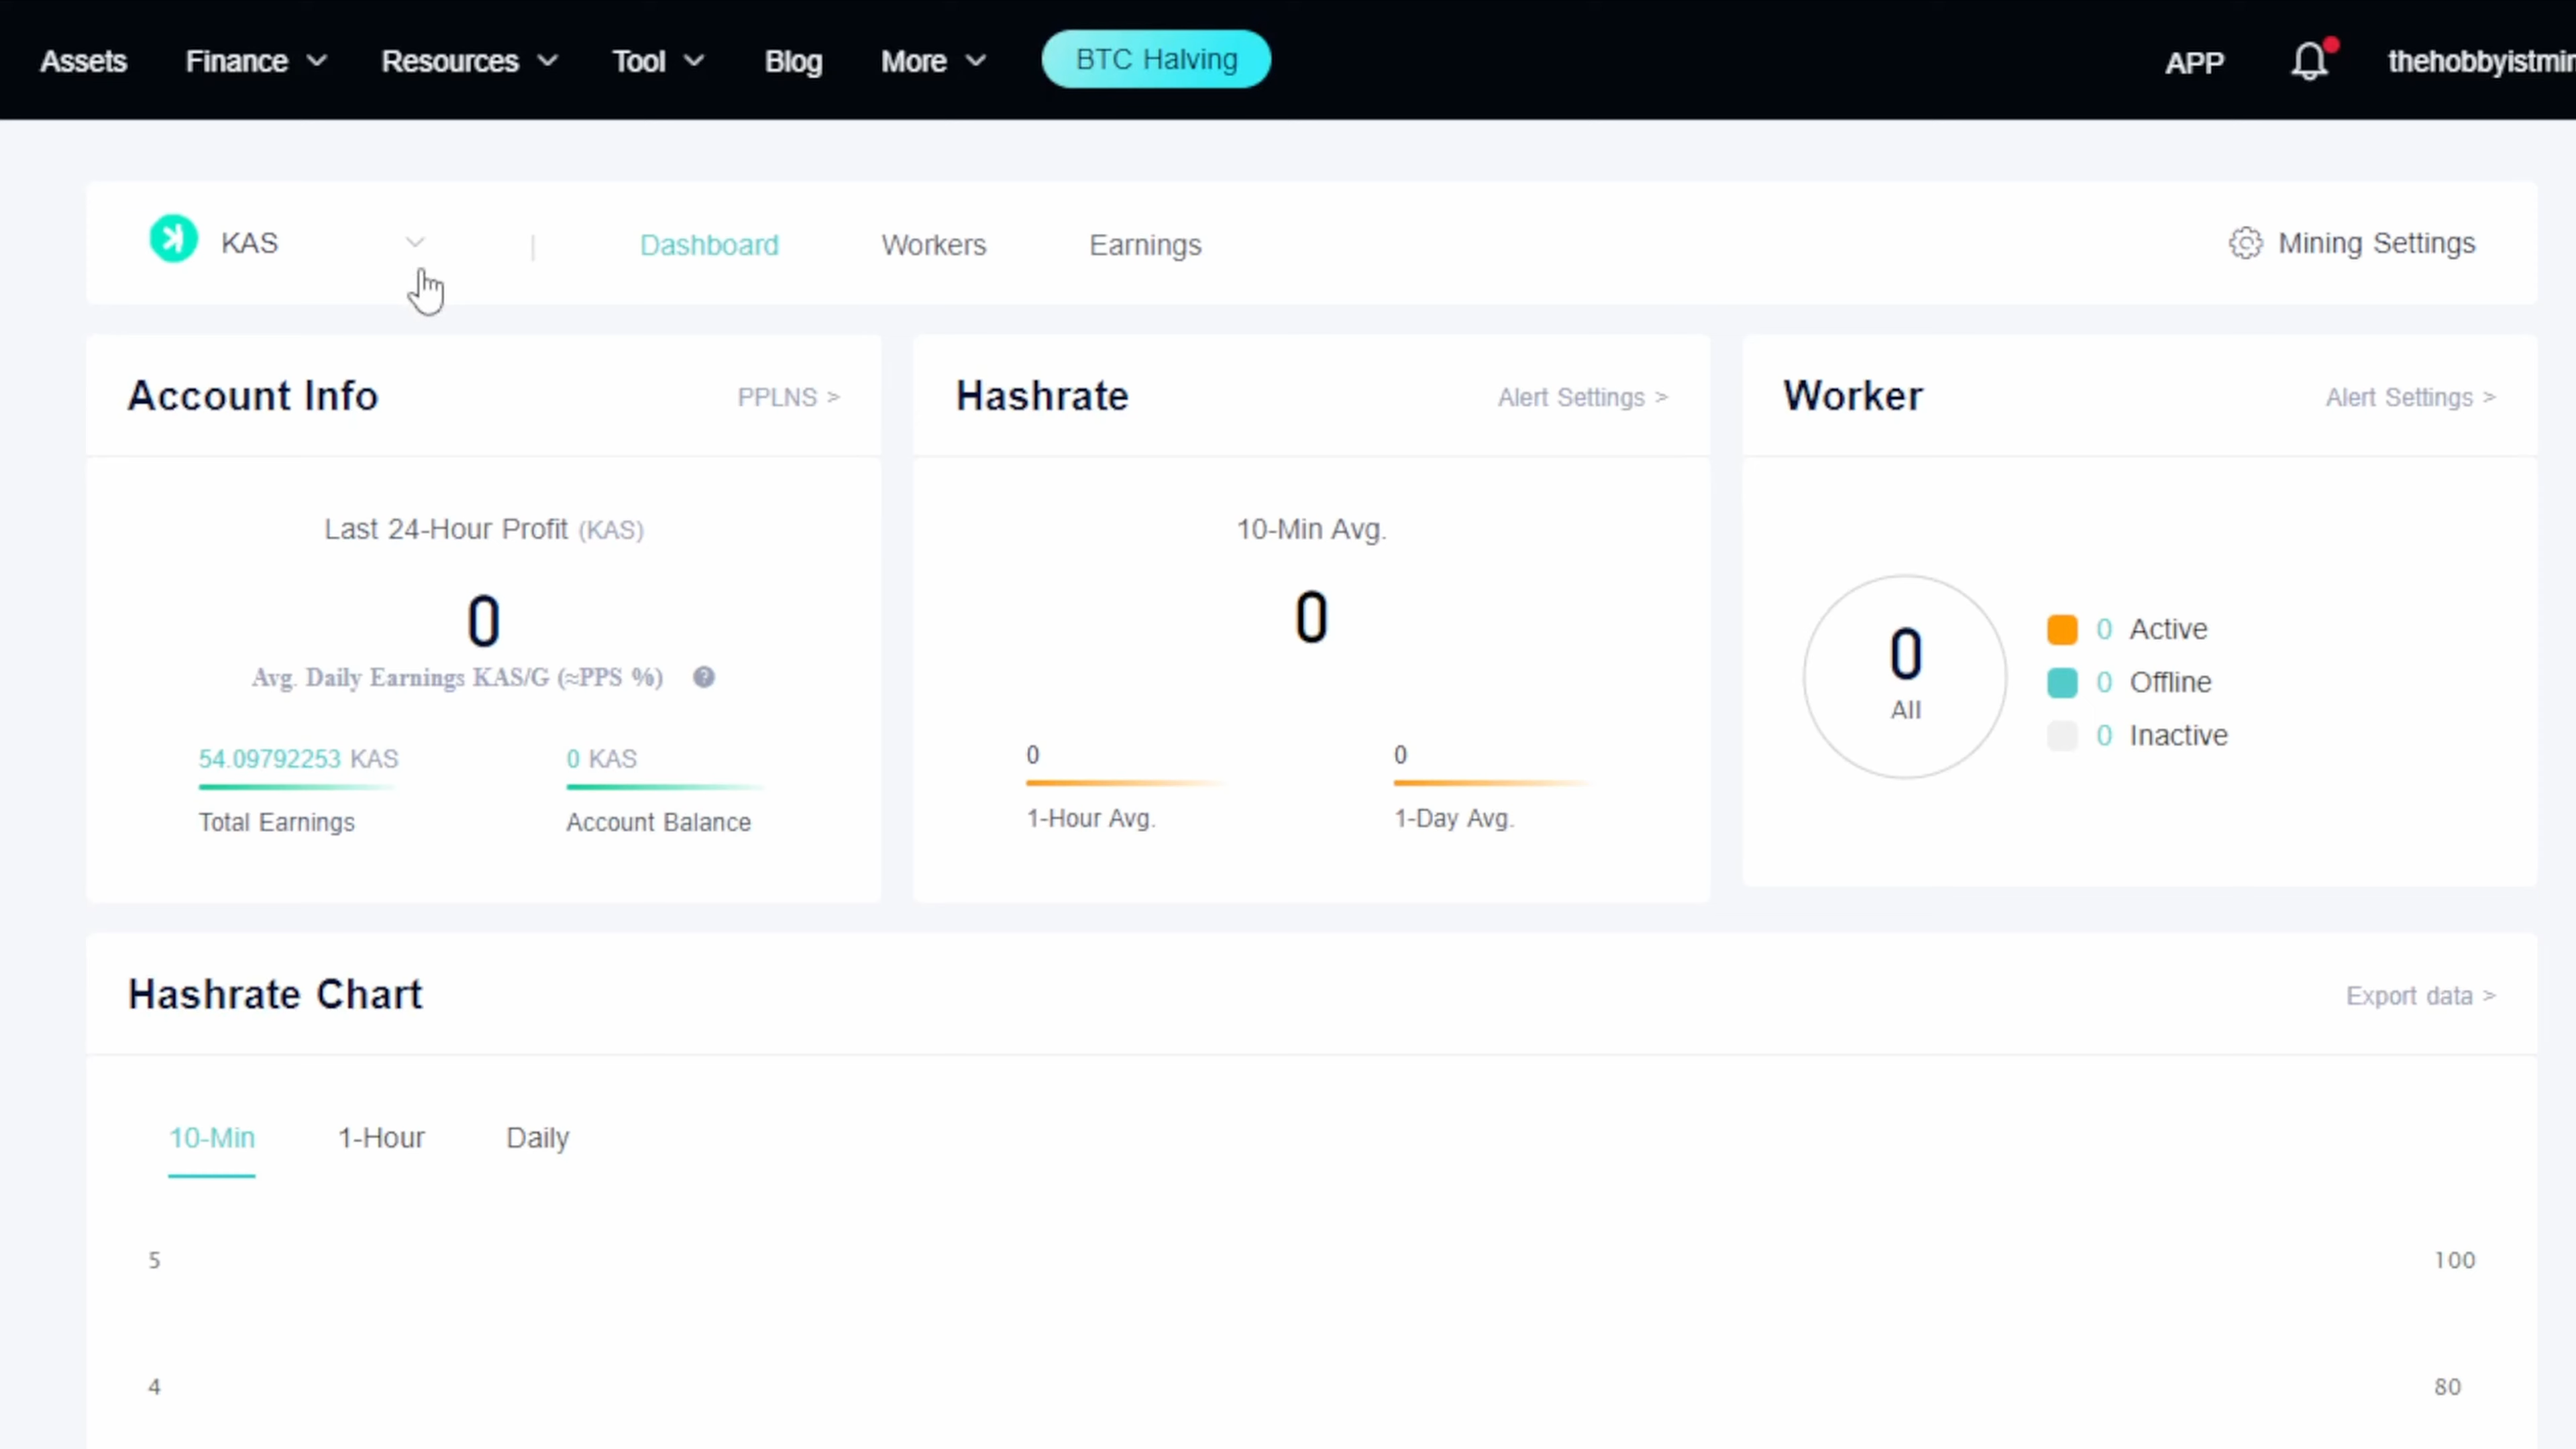 Assets Finance Resources Tool Blog More BTC Halving APP thehobbyistmin
KAS | Dashboard Workers Earnings Mining Settings
Account Info PPLNS >
Last 24-Hour Profit (KAS)
0
Avg. Daily Earnings KAS/G (≈PPS %) ?
54.09792253 KAS 0 KAS
Total Earnings Account Balance
Hashrate Alert Settings >
10-Min Avg.
0
0 0
1-Hour Avg. 1-Day Avg.
Worker Alert Settings >
0
All
0 Active
0 Offline
0 Inactive
Hashrate Chart Export data >
10-Min 1-Hour Daily
5 100
4 80